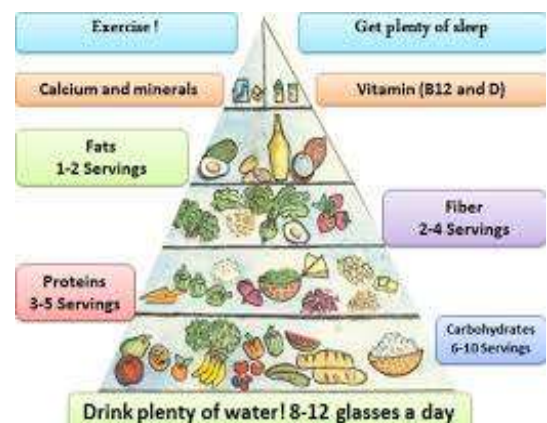 Exercise !
Get plenty of sleep
Calcium and minerals
Vitamin (B12 and D)
Fats
1-2 Servings
Fiber
2-4 Servings
Proteins
3-5 Servings
Carbohydrates
6-10 Servings
Drink plenty of water! 8-12 glasses a day